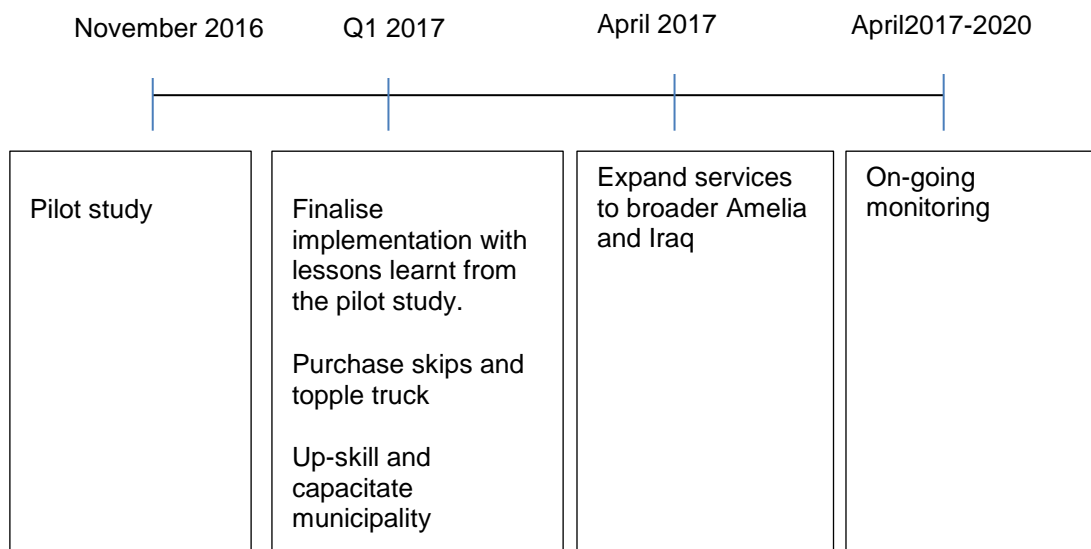 November 2016
Q1 2017
April 2017
April2017-2020
Pilot study
Finalise
implementation with
lessons learnt from
the pilot study.
Purchase skips and
topple truck
Up-skill and
capacitate
municipality
Expand services
to broader Amelia
and Iraq
On-going
monitoring